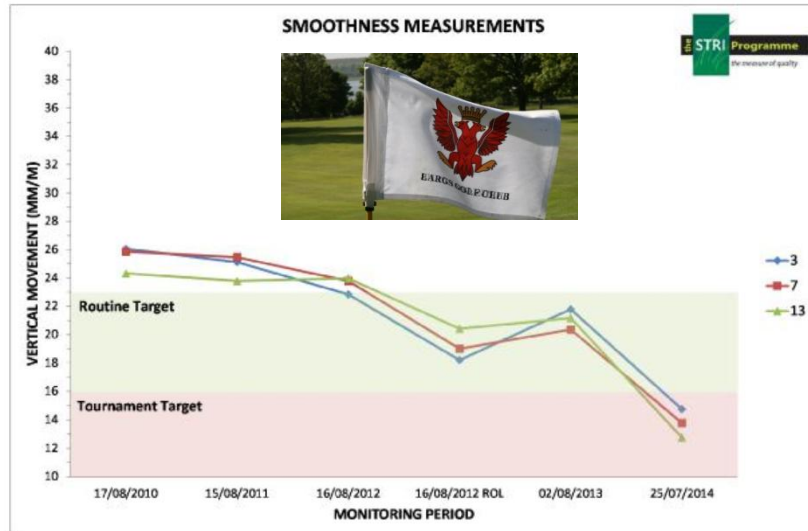 SMOOTHNESS MEASUREMENTS
the STRI Programme
the measure of quality
VERTICAL MOVEMENT (MM/M)
40
38
36
34
32
30
28
26
24
22
20
18
16
14
12
10
Routine Target
Tournament Target
3
7
13
17/08/2010 15/08/2011 16/08/2012 16/08/2012 ROL 02/08/2013 25/07/2014
MONITORING PERIOD